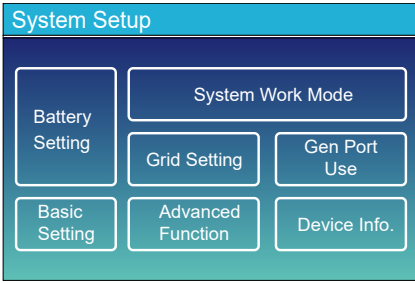 System Setup
Battery
Setting
System Work Mode
Grid Setting
Gen Port
Use
Basic
Setting
Advanced
Function
Device Info.